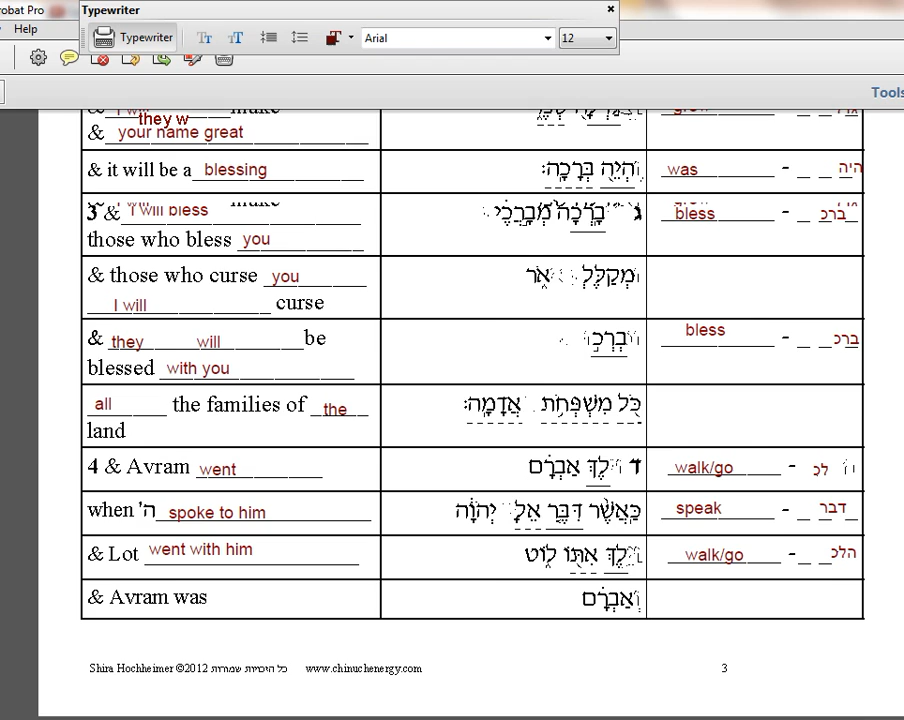 crobat Pro
Typewriter
Help
Typewriter
Arial
12
Tools
they w
& your name great
& it will be a blessing
וִהְיֵה בְּרָכָה׃
was - היה
3 & I will bless
those who bless you
bless - ברכ
& those who curse you
I will curse
& they will be
blessed with you
bless - ברכ
all the families of the
land
כֹּל מִשְׁפְּחֹת אֲדָמָה׃
4 & Avram went
ד לֶךְ אַבְרָם
walk/go - לכ
when ה' spoke to him
כַּאֲשֶׁר דִּבֶּר אֵל יְהוָה
speak - דבר
& Lot went with him
לֶךְ אִתּוֹ לוֹט
walk/go - הלכ
& Avram was
וְאַבְרָם
Shira Hochheimer ©2012 כל הזכויות שמורות www.chinuchenergy.com 3